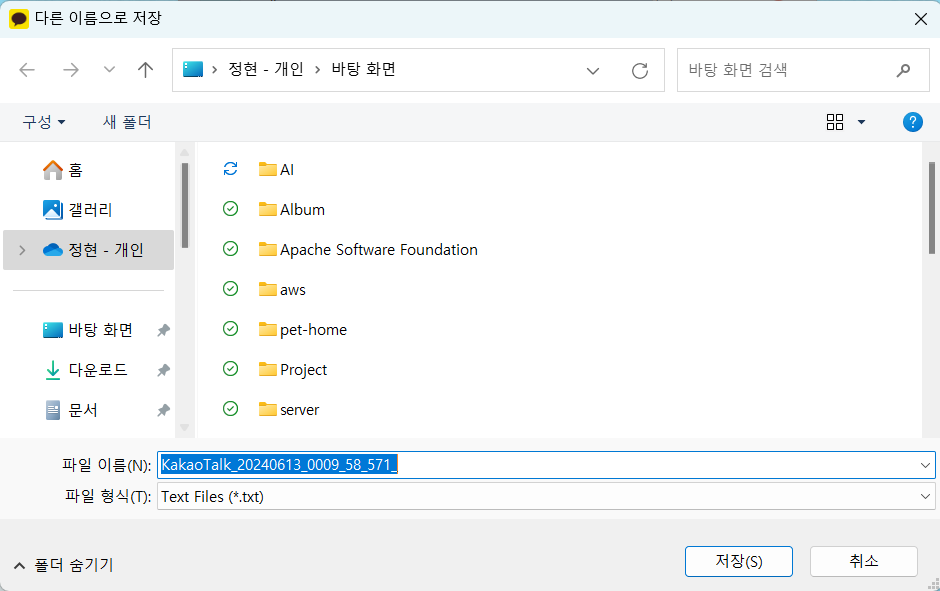 다른 이름으로 저장
정현 - 개인 > 바탕 화면
바탕 화면 검색
구성 새 폴더
홈
갤러리
정현 - 개인
바탕 화면
다운로드
문서
AI
Album
Apache Software Foundation
aws
pet-home
Project
server
파일 이름(N): KakaoTalk_20240613_0009_58_571_
파일 형식(T): Text Files (*.txt)
폴더 숨기기
저장(S) 취소